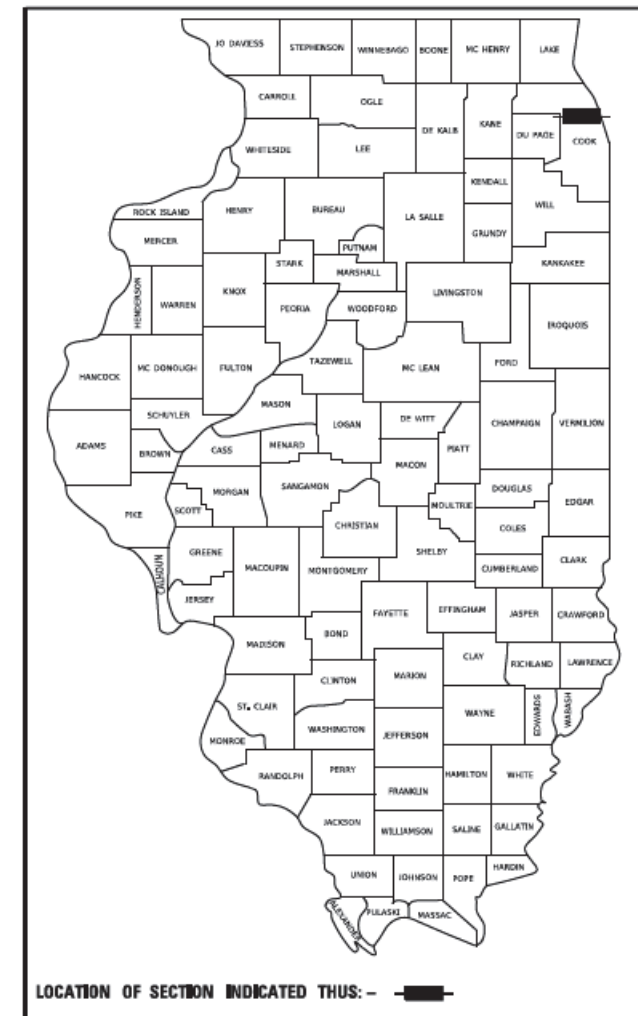 JO DAVIESS
STEPHENSON
WINNEBAGO
BOONE
MC HENRY
LAKE
CARROLL
OGLE
DE KALB
KANE
DU PAGE
COOK
WHITESIDE
LEE
KENDALL
WILL
ROCK ISLAND
HENRY
BUREAU
LA SALLE
GRUNDY
MERCER
PUTNAM
STARK
MARSHALL
KANKAKEE
HENDERSON
WARREN
KNOX
PEORIA
WOODFORD
LIVINGSTON
IROQUOIS
HANCOCK
MC DONOUGH
FULTON
TAZEWELL
MC LEAN
FORD
SCHUYLER
MASON
LOGAN
DE WITT
CHAMPAIGN
VERMILION
ADAMS
BROWN
CASS
MENARD
MACON
PIATT
PIKE
SCOTT
MORGAN
SANGAMON
CHRISTIAN
MOULTRIE
DOUGLAS
EDGAR
COLES
CALHOUN
GREENE
MACOUPIN
MONTGOMERY
SHELBY
CUMBERLAND
CLARK
JERSEY
FAYETTE
EFFINGHAM
JASPER
CRAWFORD
MADISON
BOND
CLAY
RICHLAND
LAWRENCE
CLINTON
MARION
ST. CLAIR
WAYNE
EDWARDS
WABASH
MONROE
WASHINGTON
JEFFERSON
RANDOLPH
PERRY
HAMILTON
WHITE
FRANKLIN
JACKSON
WILLIAMSON
SALINE
GALLATIN
UNION
JOHNSON
POPE
HARDIN
ALEXANDER
PULASKI
MASSAC
LOCATION OF SECTION INDICATED THUS: –